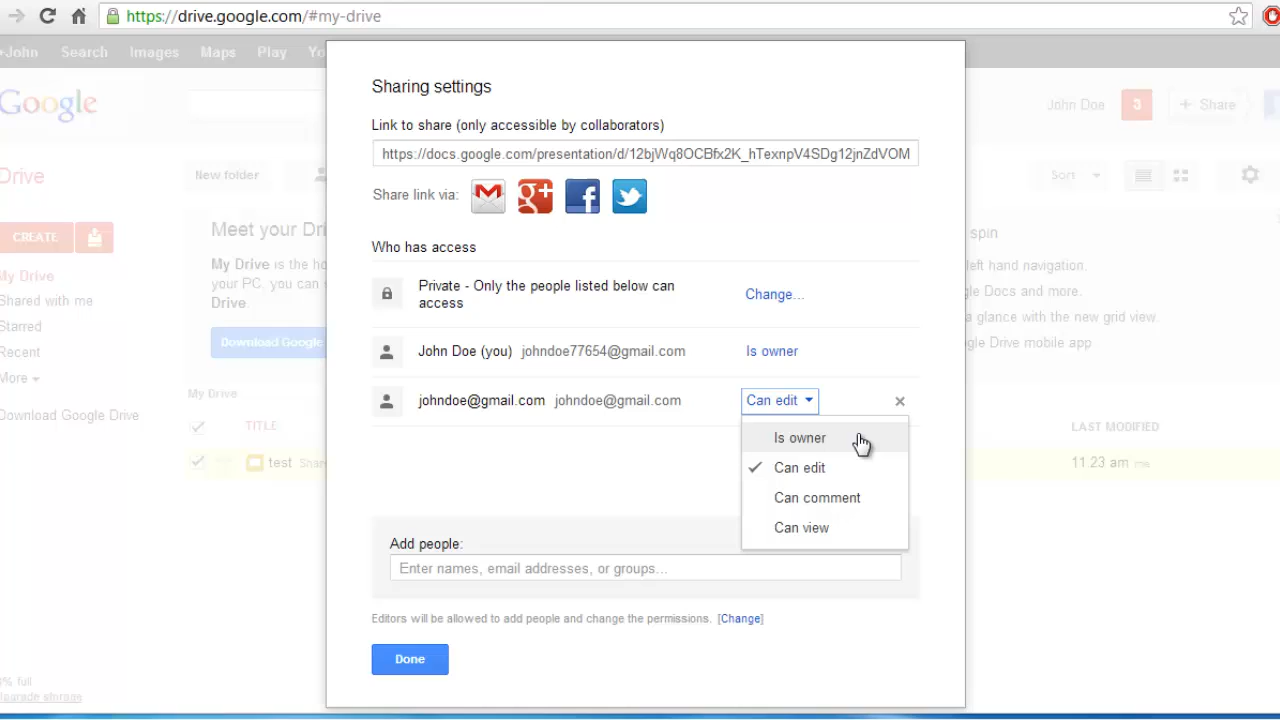 https://drive.google.com/#my-drive
+John Search Images Maps Play Yo
Google
John Doe 3 + Share
Drive
New folder
Sort
CREATE
Meet your Dri
My Drive is the ho
your PC, you can
Drive.
Download Google
My Drive
Shared with me
Starred
Recent
More
Download Google Drive
My Drive
TITLE
LAST MODIFIED
test Share
11:23 am me
spin
left hand navigation.
gle Docs and more.
a glance with the new grid view.
gle Drive mobile app
% full
Upgrade storage
Sharing settings
Link to share (only accessible by collaborators)
https://docs.google.com/presentation/d/12bjWq8OCBfx2K_hTexnpV4SDg12jnZdVOM
Share link via:
Who has access
Private - Only the people listed below can
access
Change...
John Doe (you) johndoe77654@gmail.com Is owner
johndoe@gmail.com johndoe@gmail.com Can edit
Is owner
Can edit
Can comment
Can view
Add people:
Enter names, email addresses, or groups...
Editors will be allowed to add people and change the permissions. [Change]
Done